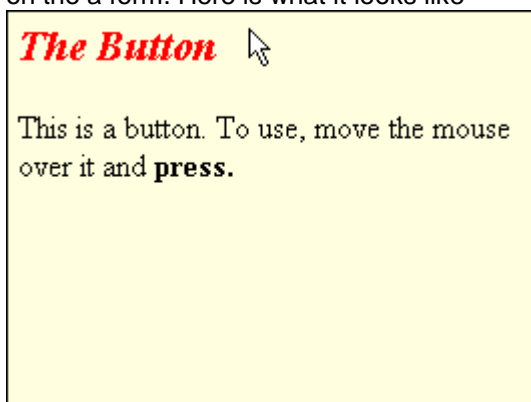 on the a form. Here is what it looks like
The Button
This is a button. To use, move the mouse
over it and press.